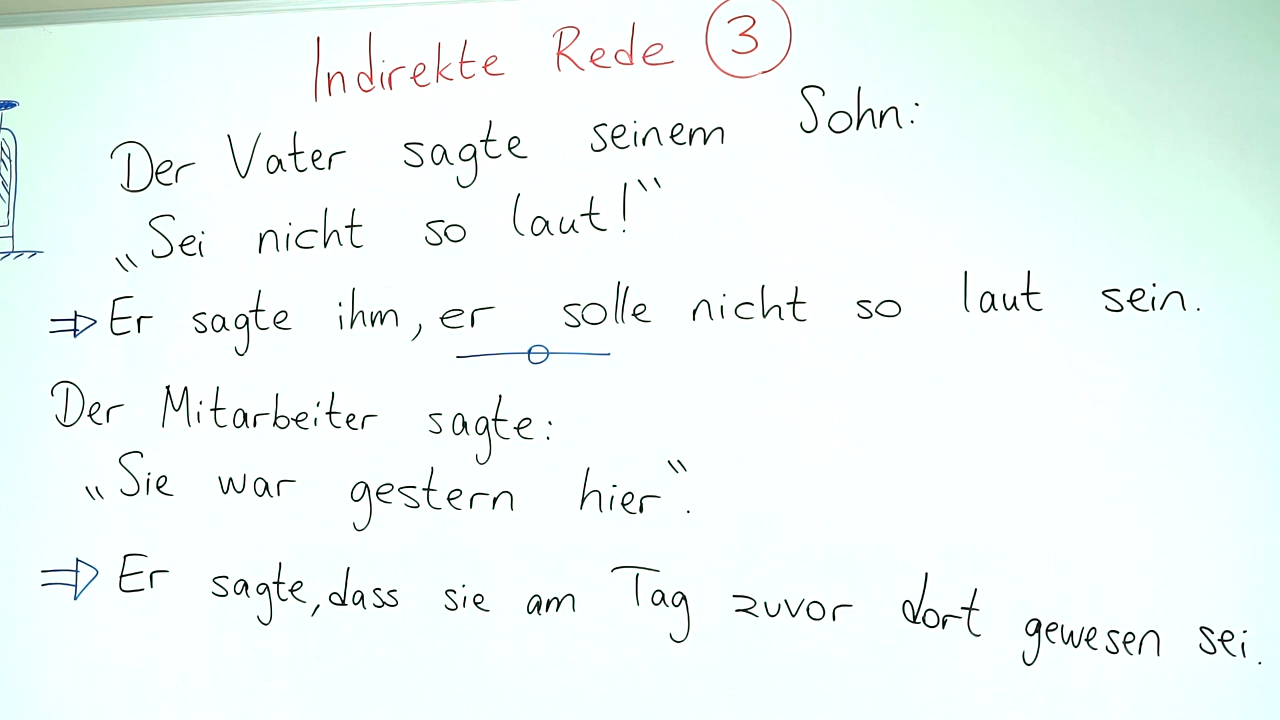 Indirekte Rede 3
Der Vater sagte seinem Sohn:
„Sei nicht so laut!“
⇒ Er sagte ihm, er solle nicht so laut sein.
Der Mitarbeiter sagte:
„Sie war gestern hier“.
⇒ Er sagte, dass sie am Tag zuvor dort gewesen sei.